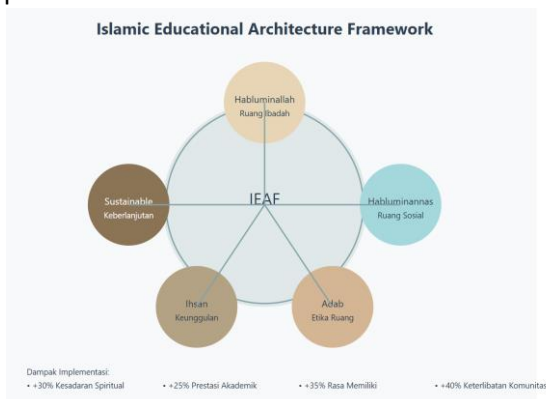 Islamic Educational Architecture Framework
Habluminallah
Ruang Ibadah
Sustainable
Keberlanjutan
IEAF
Habluminannas
Ruang Sosial
Ihsan
Keunggulan
Adab
Etika Ruang
Dampak Implementasi:
• +30% Kesadaran Spiritual • +25% Prestasi Akademik • +35% Rasa Memiliki • +40% Keterlibatan Komunitas